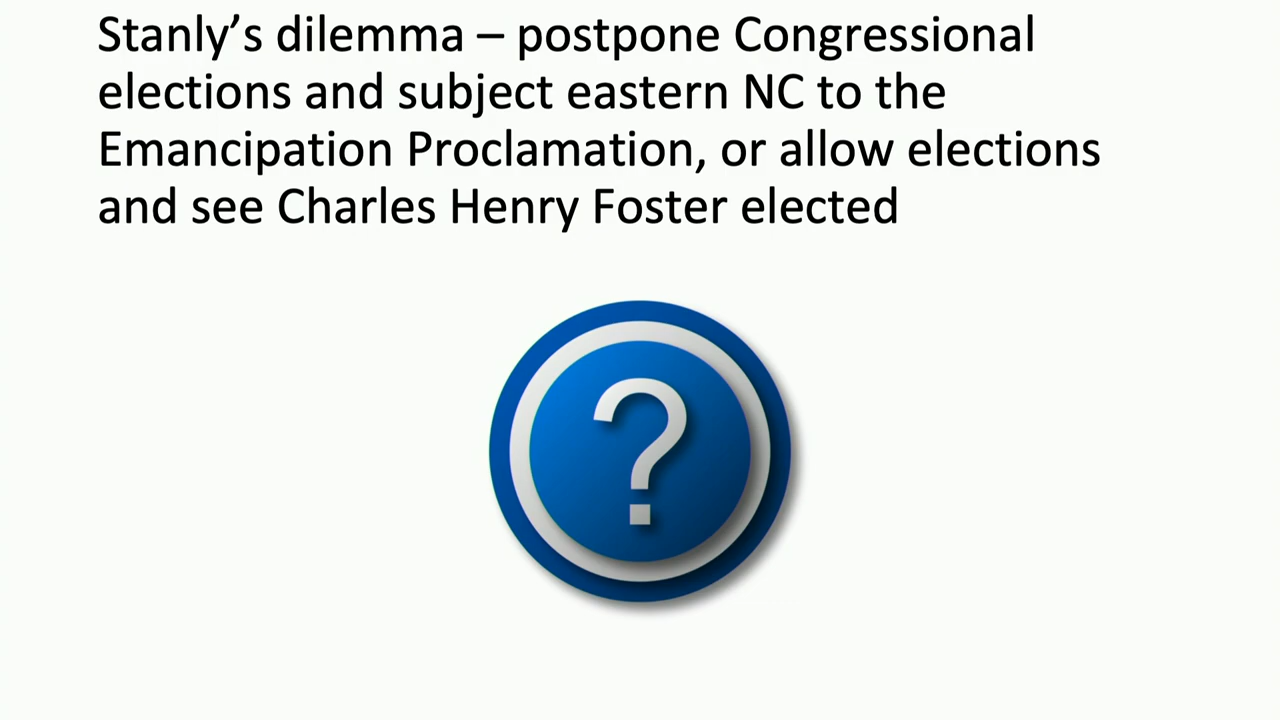 Stanly’s dilemma – postpone Congressional
elections and subject eastern NC to the
Emancipation Proclamation, or allow elections
and see Charles Henry Foster elected
?